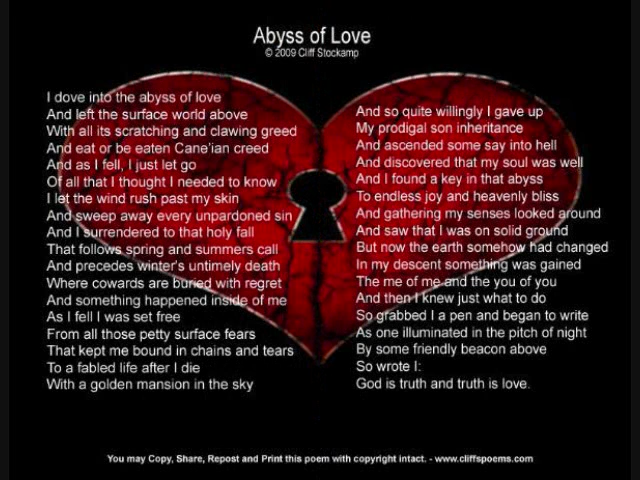 Abyss of Love
© 2009 Cliff Stockamp
I dove into the abyss of love
And left the surface world above
With all its scratching and clawing greed
And eat or be eaten Cane'ian creed
And as I fell, I just let go
Of all that I thought I needed to know
I let the wind rush past my skin
And sweep away every unpardoned sin
And I surrendered to that holy fall
That follows spring and summers call
And precedes winter's untimely death
Where cowards are buried with regret
And something happened inside of me
As I fell I was set free
From all those petty surface fears
That kept me bound in chains and tears
To a fabled life after I die
With a golden mansion in the sky
And so quite willingly I gave up
My prodigal son inheritance
And ascended some say into hell
And discovered that my soul was well
And I found a key in that abyss
To endless joy and heavenly bliss
And gathering my senses looked around
And saw that I was on solid ground
But now the earth somehow had changed
In my descent something was gained
The me of me and the you of you
And then I knew just what to do
So grabbed I a pen and began to write
As one illuminated in the pitch of night
By some friendly beacon above
So wrote I:
God is truth and truth is love.
You may Copy, Share, Repost and Print this poem with copyright intact. - www.cliffspoems.com